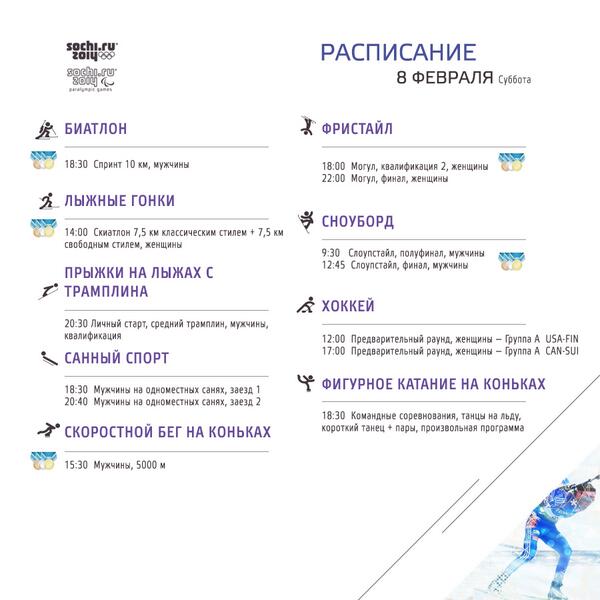 sochi.ru
2014
sochi.ru
2014
paralympic games
РАСПИСАНИЕ
8 ФЕВРАЛЯ Суббота
БИАТЛОН
18:30 Спринт 10 км, мужчины
ЛЫЖНЫЕ ГОНКИ
14:00 Скиатлон 7,5 км классическим стилем + 7,5 км
свободным стилем, женщины
ПРЫЖКИ НА ЛЫЖАХ С
ТРАМПЛИНА
20:30 Личный старт, средний трамплин, мужчины,
квалификация
САННЫЙ СПОРТ
18:30 Мужчины на одноместных санях, заезд 1
20:40 Мужчины на одноместных санях, заезд 2
СКОРОСТНОЙ БЕГ НА КОНЬКАХ
15:30 Мужчины, 5000 м
ФРИСТАЙЛ
18:00 Могул, квалификация 2, женщины
22:00 Могул, финал, женщины
СНОУБОРД
9:30 Слоупстайл, полуфинал, мужчины
12:45 Слоупстайл, финал, мужчины
ХОККЕЙ
12:00 Предварительный раунд, женщины – Группа А USA-FIN
17:00 Предварительный раунд, женщины – Группа А CAN-SUI
ФИГУРНОЕ КАТАНИЕ НА КОНЬКАХ
18:30 Командные соревнования, танцы на льду,
короткий танец + пары, произвольная программа